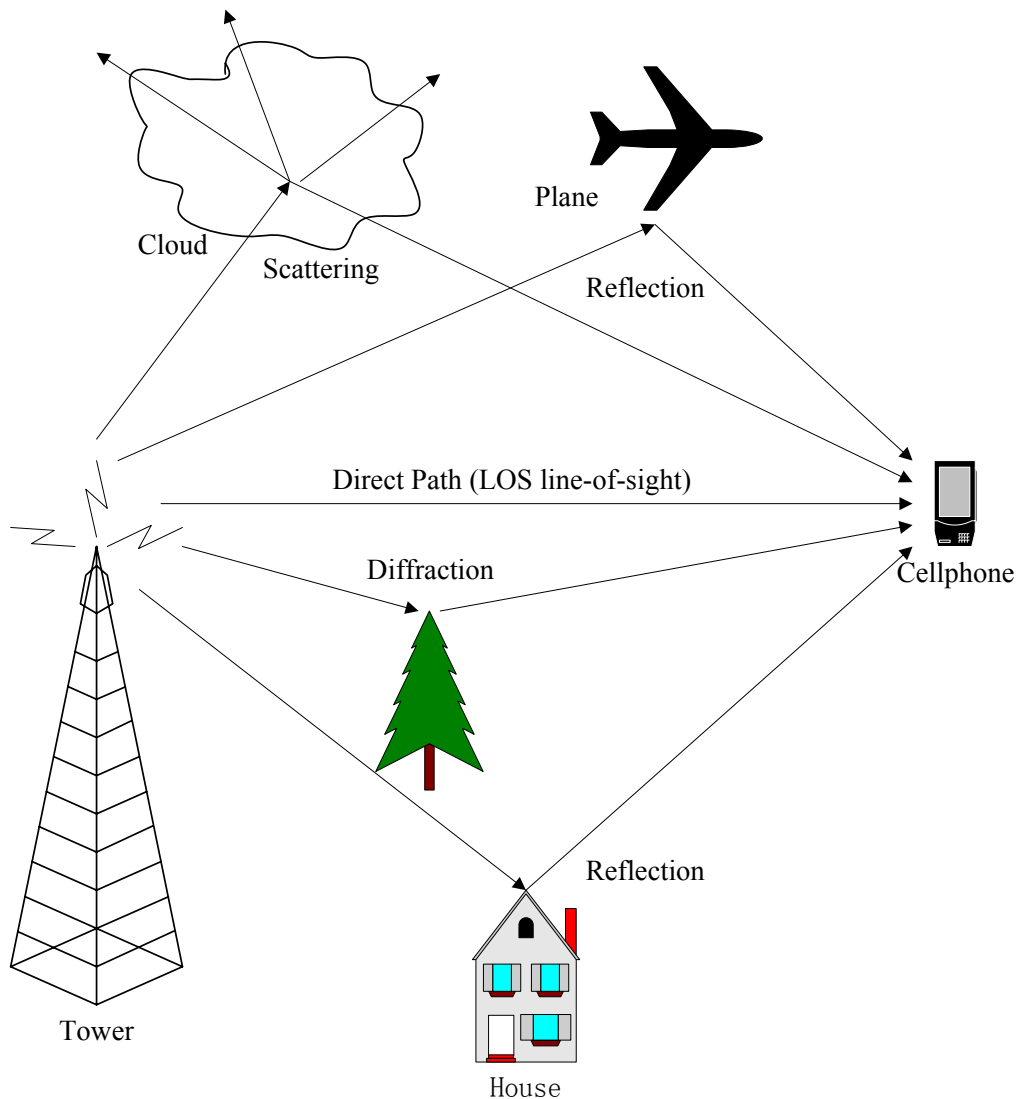 Plane
Cloud
Scattering
Reflection
Direct Path (LOS line-of-sight)
Diffraction
Cellphone
Reflection
Tower
House